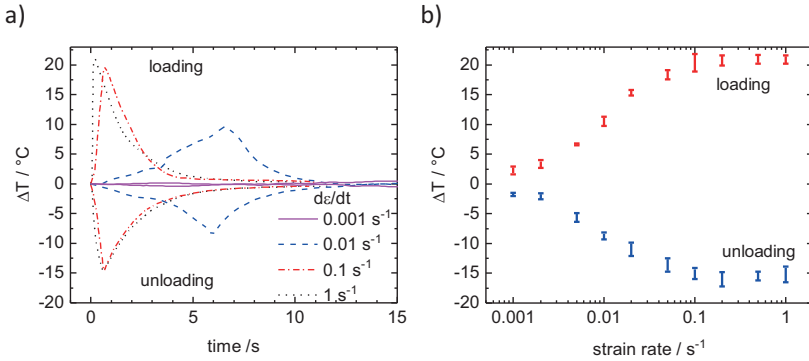 a)
ΔT / °C
20
15
10
5
0
-5
-10
-15
-20
loading
unloading
dε/dt
0.001 s⁻¹
0.01 s⁻¹
0.1 s⁻¹
1 s⁻¹
0 5 10 15
time /s
b)
ΔT / °C
20
15
10
5
0
-5
-10
-15
-20
loading
unloading
0.001 0.01 0.1 1
strain rate / s⁻¹